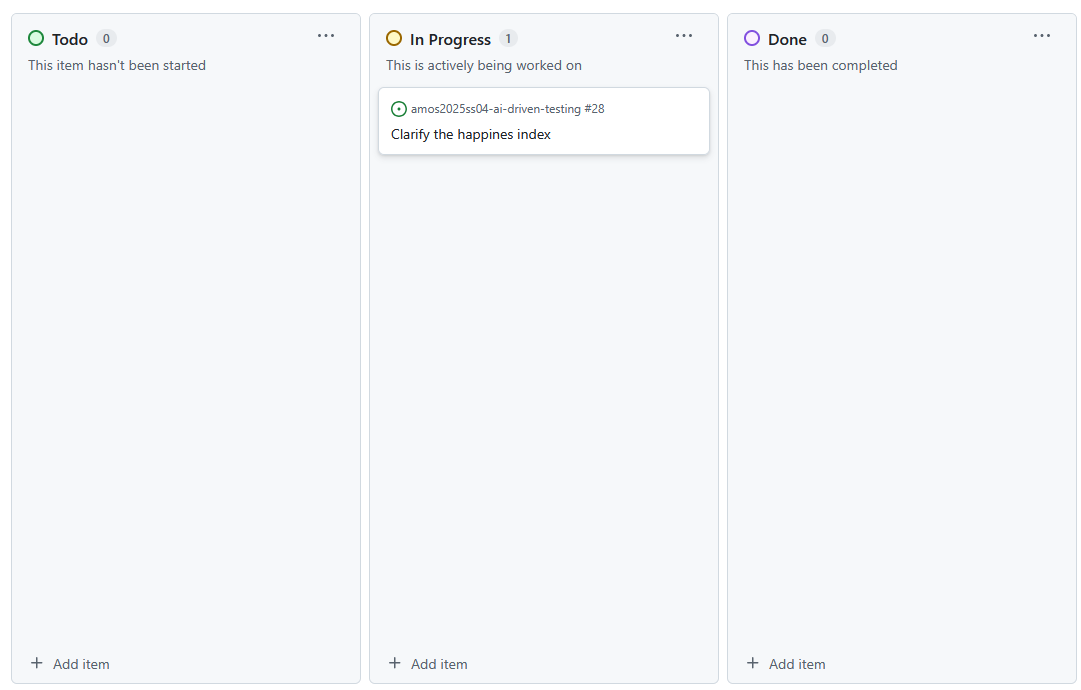 Todo 0
This item hasn't been started
+ Add item
In Progress 1
This is actively being worked on
amos2025ss04-ai-driven-testing #28
Clarify the happines index
+ Add item
Done 0
This has been completed
+ Add item